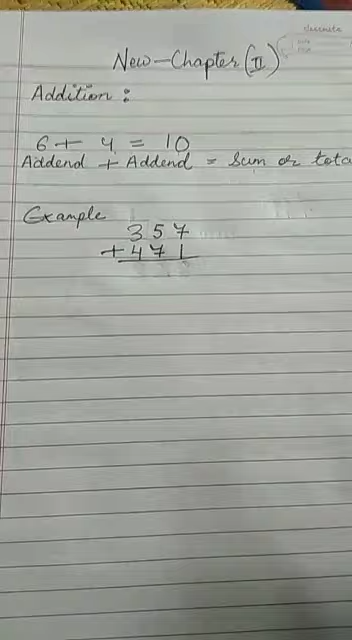 New-Chapter (II)
Addition :
6 + 4 = 10
Addend + Addend = Sum or tota
Example
357
+471